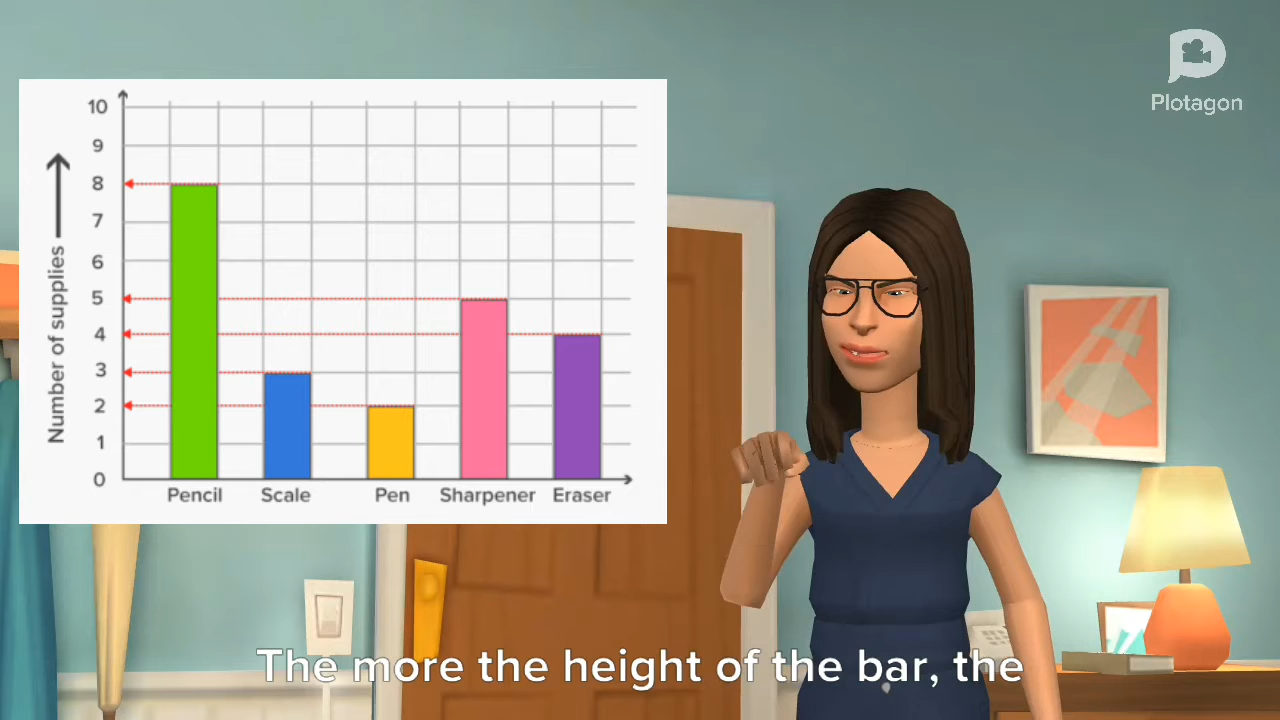 Plotagon
10
9
8
7
6
5
4
3
2
1
0
Number of supplies
Pencil Scale Pen Sharpener Eraser
The more the height of the bar, the